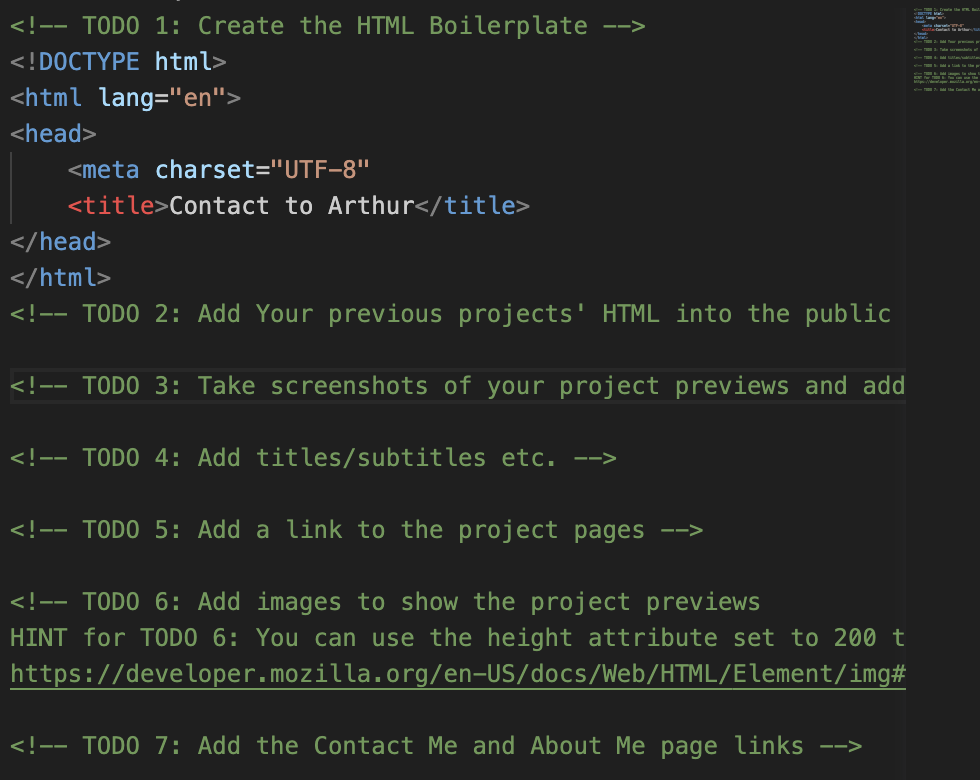 <!-- TODO 1: Create the HTML Boilerplate -->
<!DOCTYPE html>
<html lang="en">
<head>
    <meta charset="UTF-8"
    <title>Contact to Arthur</title>
</head>
</html>
<!-- TODO 2: Add Your previous projects' HTML into the public
<!-- TODO 3: Take screenshots of your project previews and add
<!-- TODO 4: Add titles/subtitles etc. -->
<!-- TODO 5: Add a link to the project pages -->
<!-- TODO 6: Add images to show the project previews
HINT for TODO 6: You can use the height attribute set to 200 t
https://developer.mozilla.org/en-US/docs/Web/HTML/Element/img#
<!-- TODO 7: Add the Contact Me and About Me page links -->